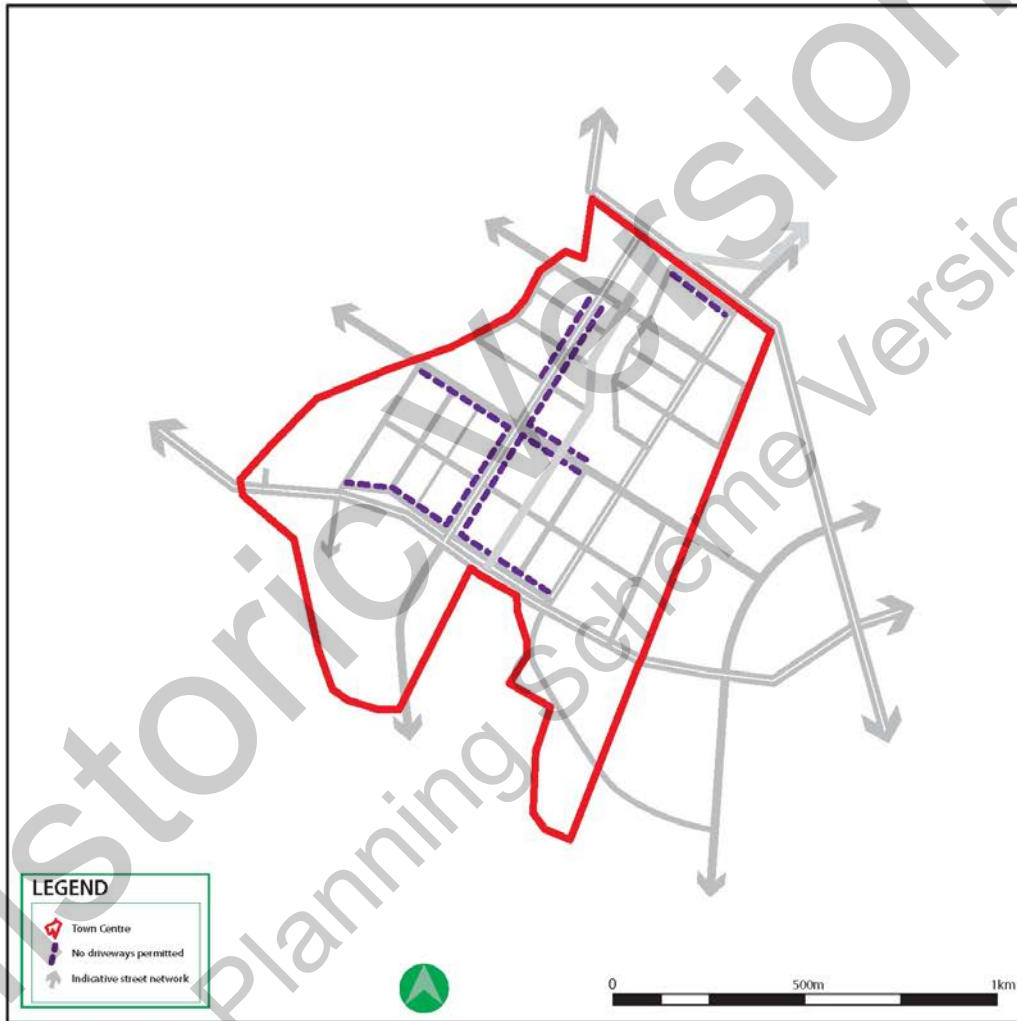 Historic Version
Planning Scheme Version
LEGEND
Town Centre
No driveways permitted
Indicative street network
0 500m 1km